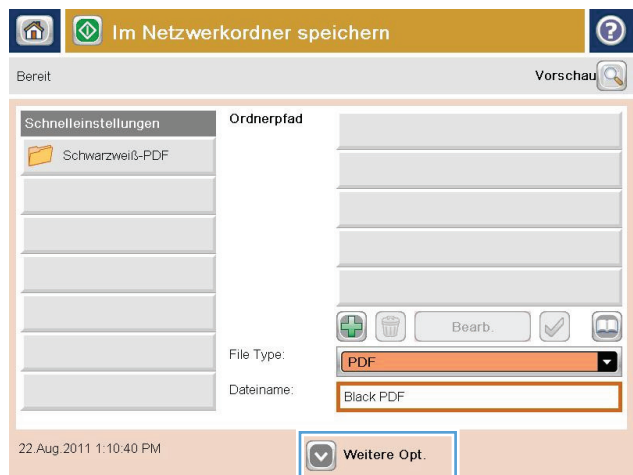 Im Netzwerkordner speichern
Bereit
Vorschau
Schnelleinstellungen
Ordnerpfad
Schwarzweiß-PDF
Bearb.
File Type:
PDF
Dateiname:
Black PDF
22.Aug.2011 1:10:40 PM
Weitere Opt.